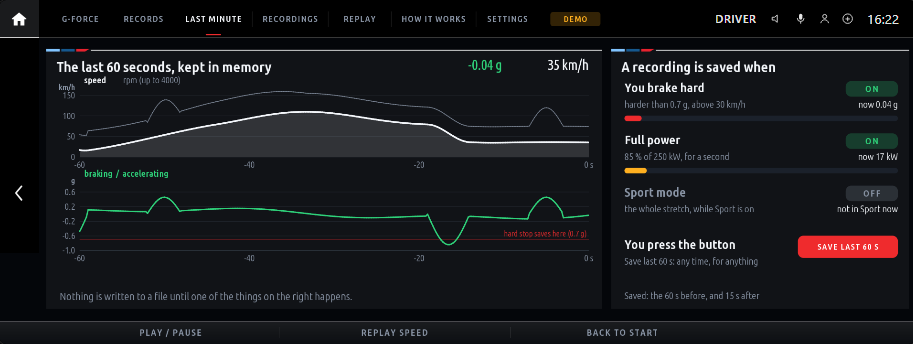 G-FORCE RECORDS LAST MINUTE RECORDINGS REPLAY HOW IT WORKS SETTINGS DEMO DRIVER 16:22
The last 60 seconds, kept in memory
-0.04 g 35 km/h
speed rpm (up to 4000)
km/h
150
100
50
0
-60 -40 -20 0 s
braking / accelerating
g
0.6
0.2
-0.2
-0.6
-1.0
hard stop saves here (0.7 g)
-60 -40 -20 0 s
Nothing is written to a file until one of the things on the right happens.
A recording is saved when
You brake hard ON
harder than 0.7 g, above 30 km/h now 0.04 g
Full power ON
85 % of 250 kW, for a second now 17 kW
Sport mode OFF
the whole stretch, while Sport is on not in Sport now
You press the button SAVE LAST 60 S
Save last 60 s: any time, for anything
Saved: the 60 s before, and 15 s after
PLAY / PAUSE REPLAY SPEED BACK TO START